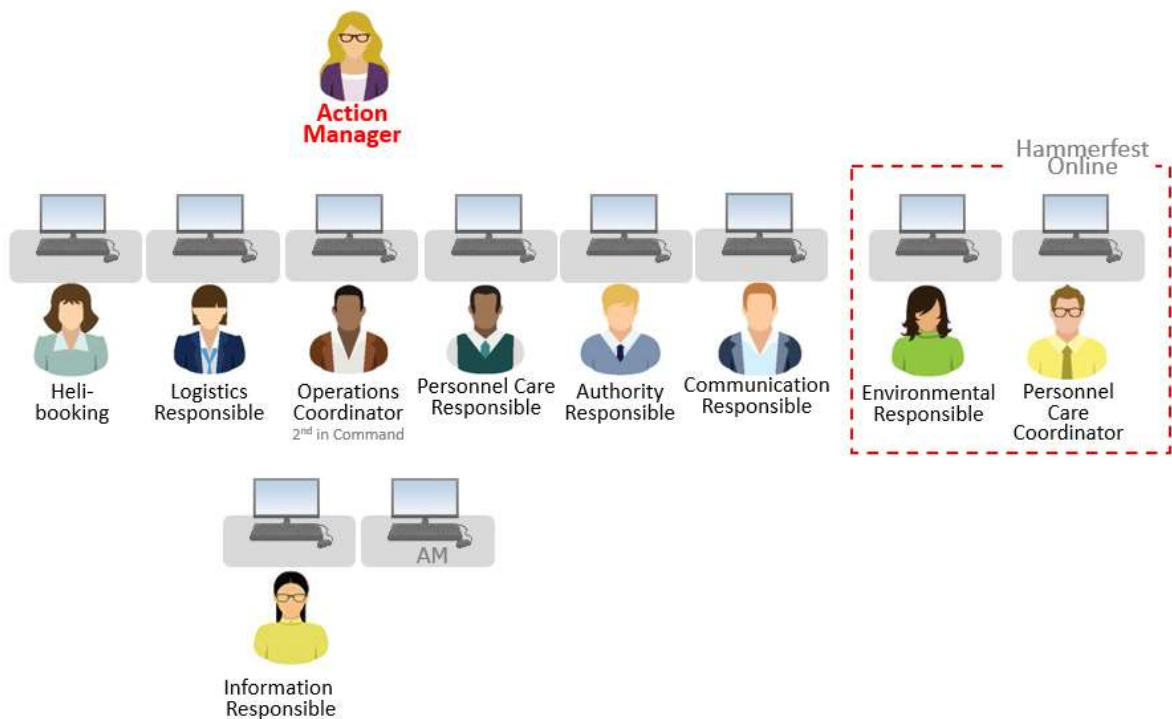 Action
Manager
Hammerfest
Online
Heli-
booking
Logistics
Responsible
Operations
Coordinator
2nd in Command
Personnel Care
Responsible
Authority
Responsible
Communication
Responsible
Environmental
Responsible
Personnel
Care
Coordinator
AM
Information
Responsible